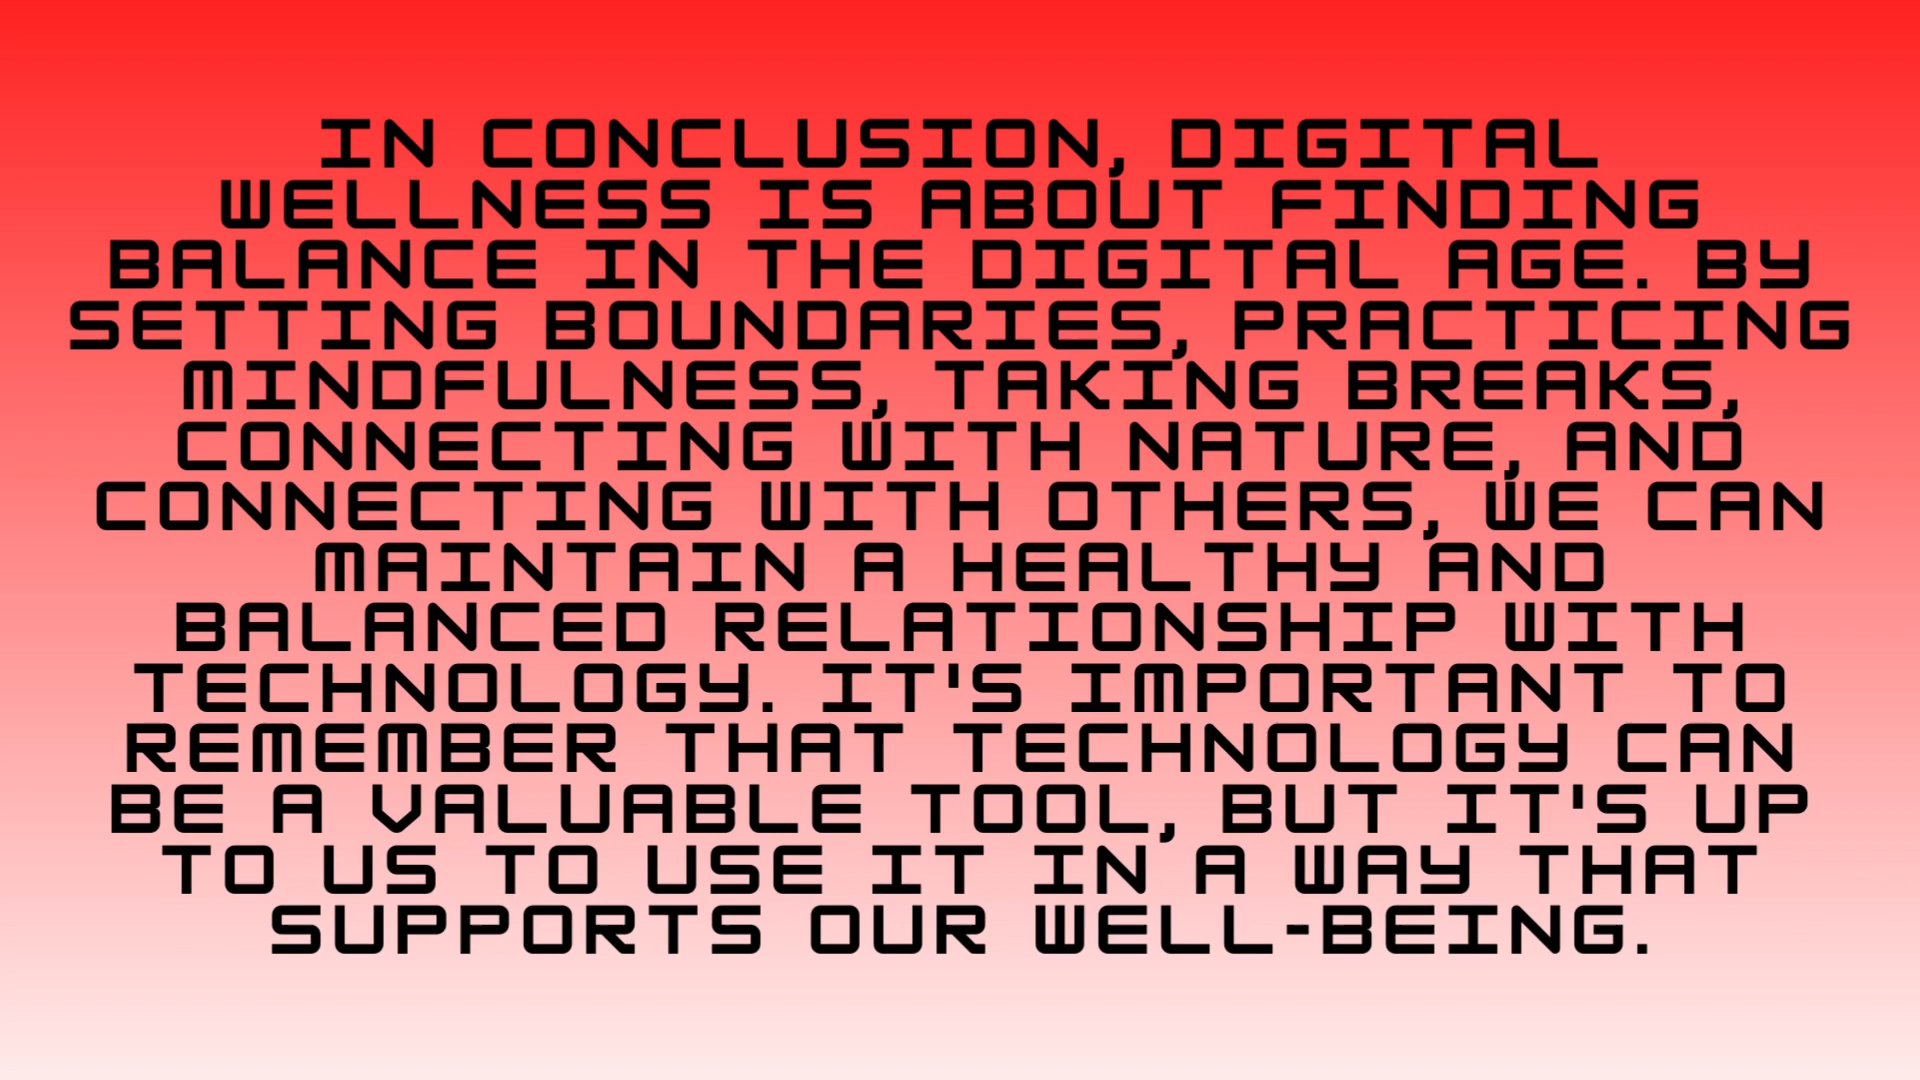 IN CONCLUSION, DIGITAL
WELLNESS IS ABOUT FINDING
BALANCE IN THE DIGITAL AGE. BY
SETTING BOUNDARIES, PRACTICING
MINDFULNESS, TAKING BREAKS,
CONNECTING WITH NATURE, AND
CONNECTING WITH OTHERS, WE CAN
MAINTAIN A HEALTHY AND
BALANCED RELATIONSHIP WITH
TECHNOLOGY. IT'S IMPORTANT TO
REMEMBER THAT TECHNOLOGY CAN
BE A VALUABLE TOOL, BUT IT'S UP
TO US TO USE IT IN A WAY THAT
SUPPORTS OUR WELL-BEING.